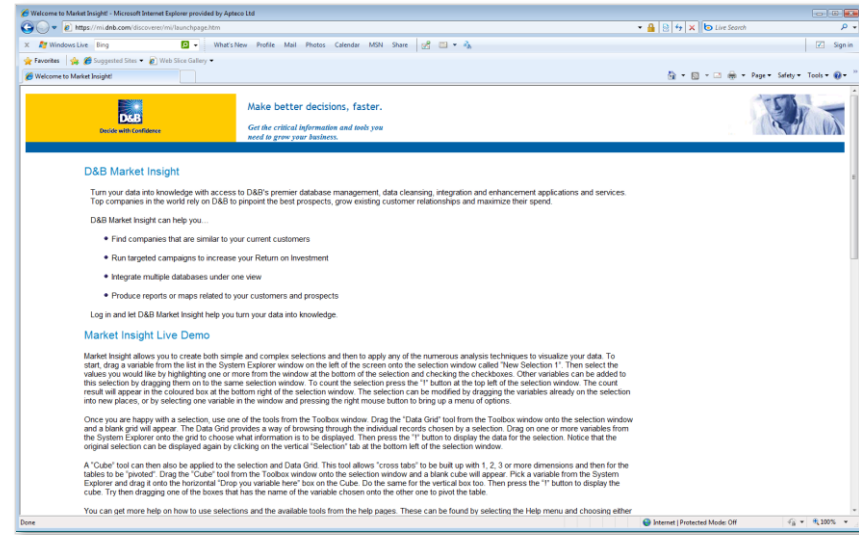 Welcome to Market Insight! - Microsoft Internet Explorer provided by Apteco Ltd
https://mi.dnb.com/discoverer/mi/launchpage.htm
Live Search
X Windows Live Bing What's New Profile Mail Photos Calendar MSN Share Sign in
Favorites Suggested Sites Web Slice Gallery
Welcome to Market Insight! Page Safety Tools
D&B
Decide with Confidence
Make better decisions, faster.
Get the critical information and tools you
need to grow your business.
D&B Market Insight
Turn your data into knowledge with access to D&B's premier database management, data cleansing, integration and enhancement applications and services.
Top companies in the world rely on D&B to pinpoint the best prospects, grow existing customer relationships and maximize their spend.
D&B Market Insight can help you...
• Find companies that are similar to your current customers
• Run targeted campaigns to increase your Return on Investment
• Integrate multiple databases under one view
• Produce reports or maps related to your customers and prospects
Log in and let D&B Market Insight help you turn your data into knowledge.
Market Insight Live Demo
Market Insight allows you to create both simple and complex selections and then to apply any of the numerous analysis techniques to visualize your data. To
start, drag a variable from the list in the System Explorer window on the left of the screen onto the selection window called "New Selection 1". Then select the
values you would like by highlighting one or more from the window at the bottom of the selection and checking the checkboxes. Other variables can be added to
this selection by dragging them on to the same selection window. To count the selection press the "!" button at the top left of the selection window. The count
result will appear in the coloured box at the bottom right of the selection window. The selection can be modified by dragging the variables already on the selection
into new places, or by selecting one variable in the window and pressing the right mouse button to bring up a menu of options.
Once you are happy with a selection, use one of the tools from the Toolbox window. Drag the "Data Grid" tool from the Toolbox window onto the selection window
and a blank grid will appear. The Data Grid provides a way of browsing through the individual records chosen by a selection. Drag on one or more variables from
the System Explorer onto the grid to choose what information is to be displayed. Then press the "!" button to display the data for the selection. Notice that the
original selection can be displayed again by clicking on the vertical "Selection" tab at the bottom left of the selection window.
A "Cube" tool can then also be applied to the selection and Data Grid. This tool allows "cross tabs" to be built up with 1, 2, 3 or more dimensions and then for the
tables to be "pivoted". Drag the "Cube" tool from the Toolbox window onto the selection window and a blank cube will appear. Pick a variable from the System
Explorer and drag it onto the horizontal "Drop you variable here" box on the Cube. Do the same for the vertical box too. Then press the "!" button to display the
cube. Try then dragging one of the boxes that has the name of the variable chosen onto the other one to pivot the table.
You can get more help on how to use selections and the available tools from the help pages. These can be found by selecting the Help menu and choosing either
Done Internet | Protected Mode: Off 100%